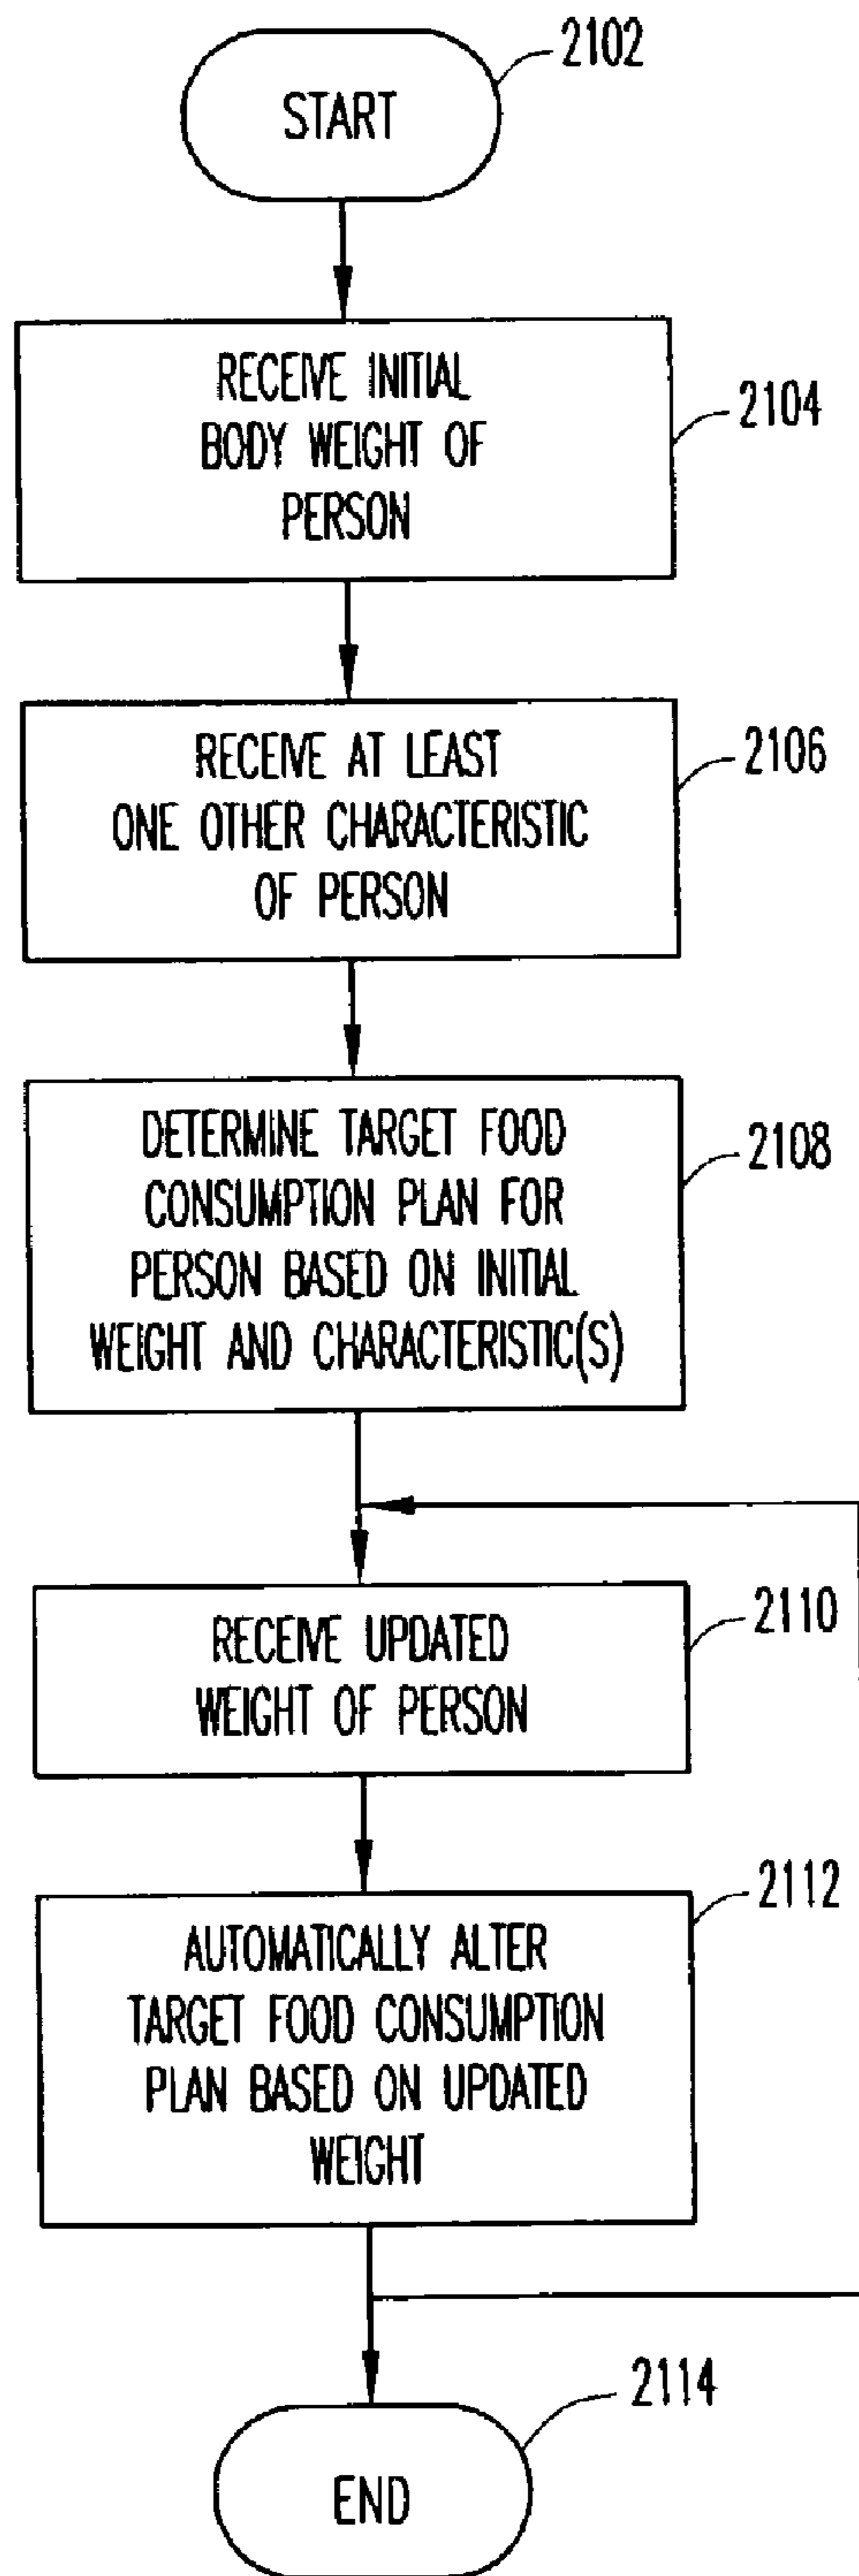 2102
START
RECEIVE INITIAL
BODY WEIGHT OF
PERSON
2104
RECEIVE AT LEAST
ONE OTHER CHARACTERISTIC
OF PERSON
2106
DETERMINE TARGET FOOD
CONSUMPTION PLAN FOR
PERSON BASED ON INITIAL
WEIGHT AND CHARACTERISTIC(S)
2108
RECEIVE UPDATED
WEIGHT OF PERSON
2110
AUTOMATICALLY ALTER
TARGET FOOD CONSUMPTION
PLAN BASED ON UPDATED
WEIGHT
2112
2114
END